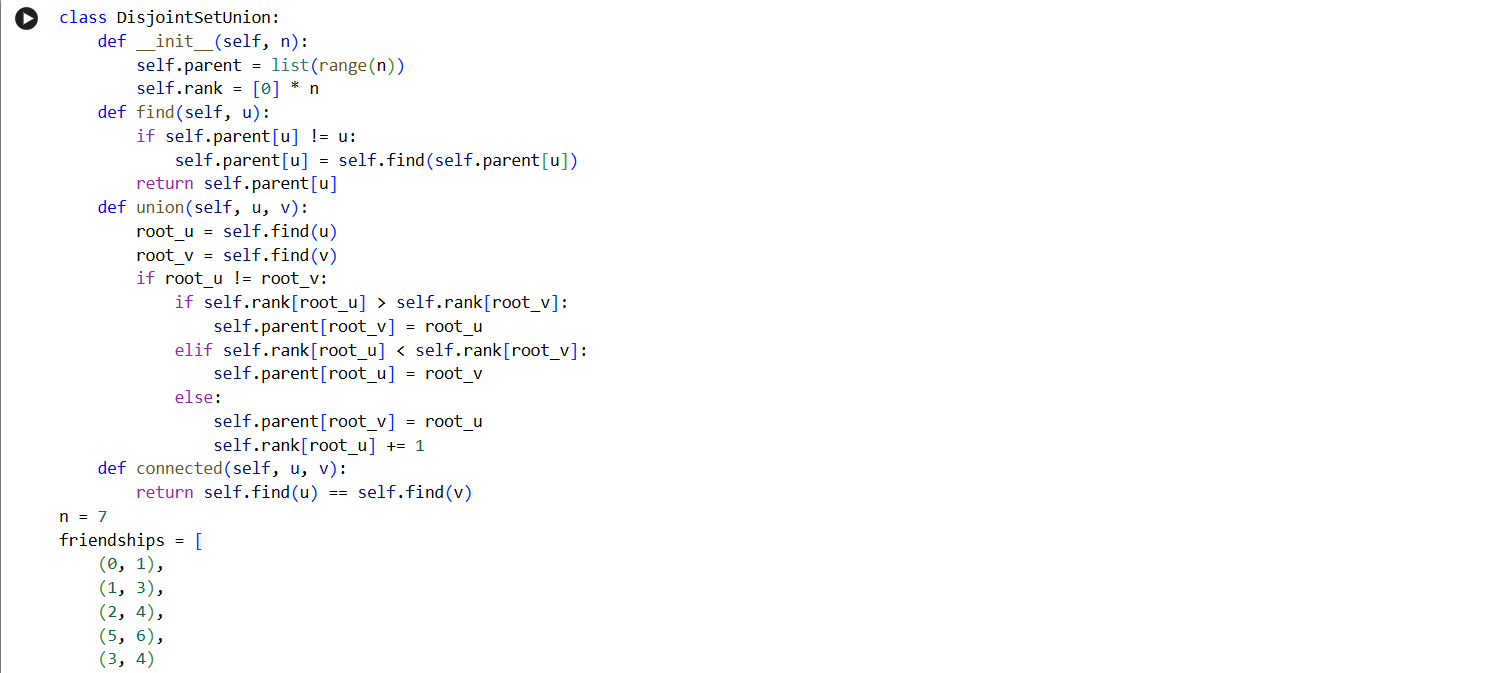 class DisjointSetUnion:
    def __init__(self, n):
        self.parent = list(range(n))
        self.rank = [0] * n
    def find(self, u):
        if self.parent[u] != u:
            self.parent[u] = self.find(self.parent[u])
        return self.parent[u]
    def union(self, u, v):
        root_u = self.find(u)
        root_v = self.find(v)
        if root_u != root_v:
            if self.rank[root_u] > self.rank[root_v]:
                self.parent[root_v] = root_u
            elif self.rank[root_u] < self.rank[root_v]:
                self.parent[root_u] = root_v
            else:
                self.parent[root_v] = root_u
                self.rank[root_u] += 1
    def connected(self, u, v):
        return self.find(u) == self.find(v)
n = 7
friendships = [
    (0, 1),
    (1, 3),
    (2, 4),
    (5, 6),
    (3, 4)